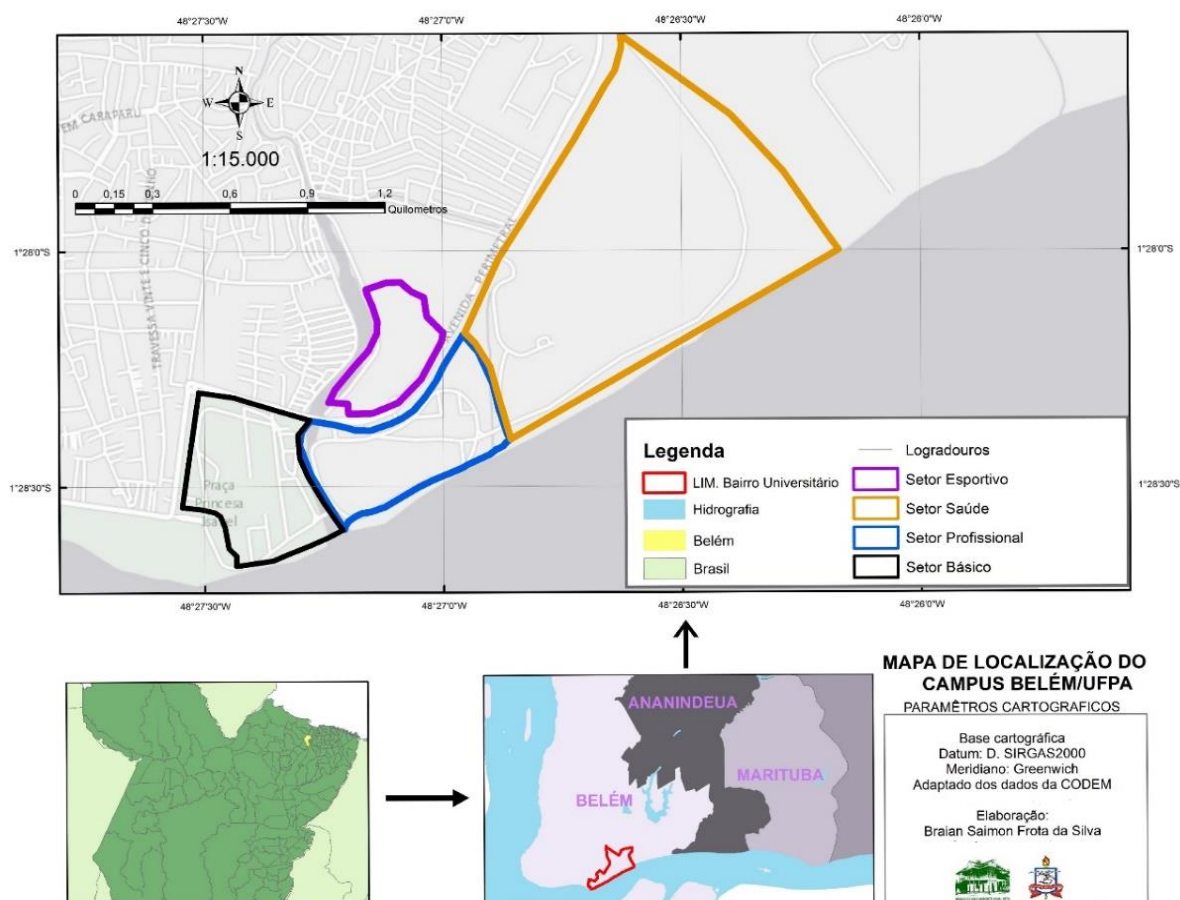 48°27'30"W 48°27'0"W 48°26'30"W 48°26'0"W
N
W E
S
1:15.000
0 0,15 0,3 0,6 0,9 1,2
Quilometros
EM CARAPARU
TRAVESSA VINTE E CINCO D
AVENIDA PERIMETRAL
1°28'0"S 1°28'0"S
Praça
Princesa
Isabel
1°28'30"S 1°28'30"S
Legenda
LIM. Bairro Universitário
Hidrografia
Belém
Brasil
Logradouros
Setor Esportivo
Setor Saúde
Setor Profissional
Setor Básico
48°27'30"W 48°27'0"W 48°26'30"W 48°26'0"W
ANANINDEUA
MARITUBA
BELÉM
MAPA DE LOCALIZAÇÃO DO
CAMPUS BELÉM/UFPA
PARAMÊTROS CARTOGRAFICOS
Base cartográfica
Datum: D. SIRGAS2000
Meridiano: Greenwich
Adaptado dos dados da CODEM
Elaboração:
Braian Saimon Frota da Silva